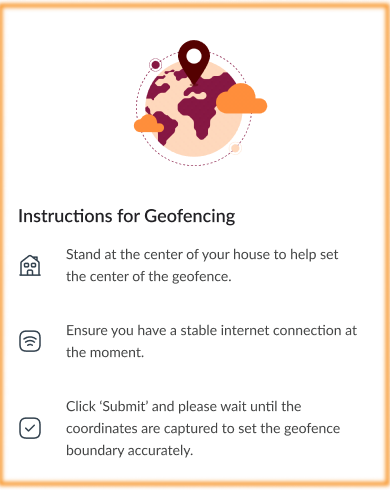 Instructions for Geofencing
Stand at the center of your house to help set
the center of the geofence.
Ensure you have a stable internet connection at
the moment.
Click ‘Submit’ and please wait until the
coordinates are captured to set the geofence
boundary accurately.